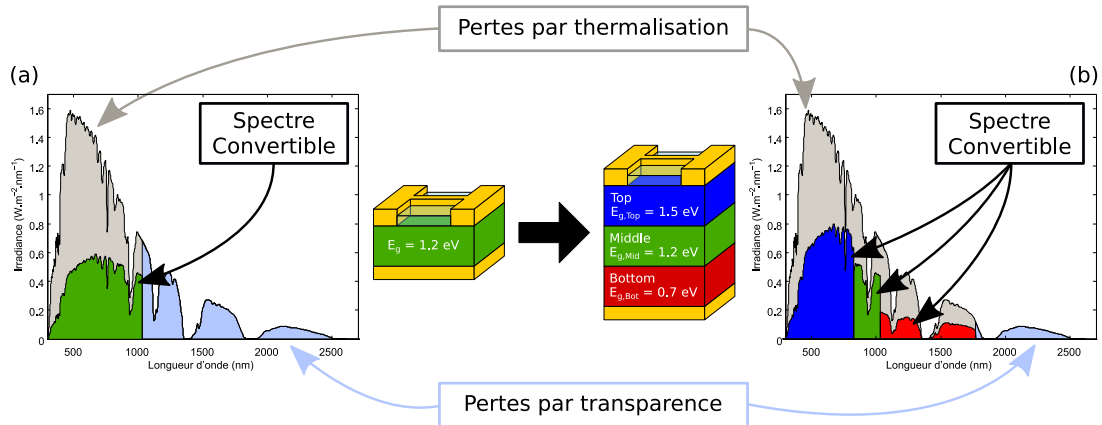 Pertes par thermalisation
(a)
1.6
1.4
1.2
1
0.8
0.6
0.4
0.2
0
Irradiance (W.m⁻².nm⁻¹)
500
1000
1500
2000
2500
Longueur d'onde (nm)
Spectre
Convertible
E_g = 1.2 eV
Top
E_g,Top = 1.5 eV
Middle
E_g,Mid = 1.2 eV
Bottom
E_g,Bot = 0.7 eV
(b)
1.6
1.4
1.2
1
0.8
0.6
0.4
0.2
0
Irradiance (W.m⁻².nm⁻¹)
500
1000
1500
2000
2500
Longueur d'onde (nm)
Spectre
Convertible
Pertes par transparence